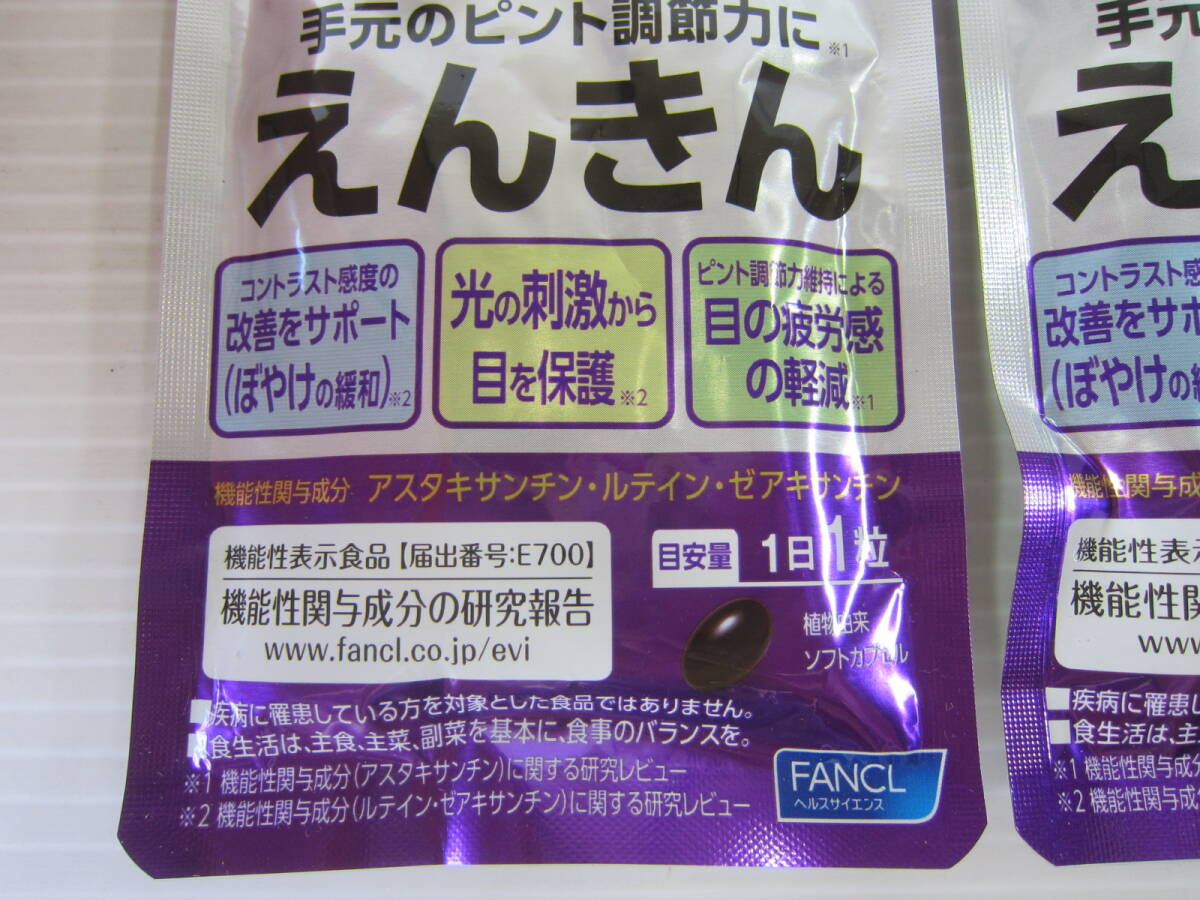 手元のピント調節力に※1
えんきん
コントラスト感度の
改善をサポート
(ぼやけの緩和)※2
光の刺激から
目を保護※2
ピント調節力維持による
目の疲労感
の軽減※1
機能性関与成分 アスタキサンチン・ルテイン・ゼアキサンチン
機能性表示食品【届出番号:E700】
機能性関与成分の研究報告
www.fancl.co.jp/evi
目安量 1日1粒
植物由来
ソフトカプセル
■疾病に罹患している方を対象とした食品ではありません。
■食生活は、主食、主菜、副菜を基本に、食事のバランスを。
※1 機能性関与成分(アスタキサンチン)に関する研究レビュー
※2 機能性関与成分(ルテイン・ゼアキサンチン)に関する研究レビュー
FANCL
ヘルスサイエンス
手元
え
コントラスト感
改善をサポ
(ぼやけの
機能性関与成
機能性表示
機能性関
www
■疾病に罹患し
■食生活は、主
※1 機能性関与成分
※2 機能性関与成